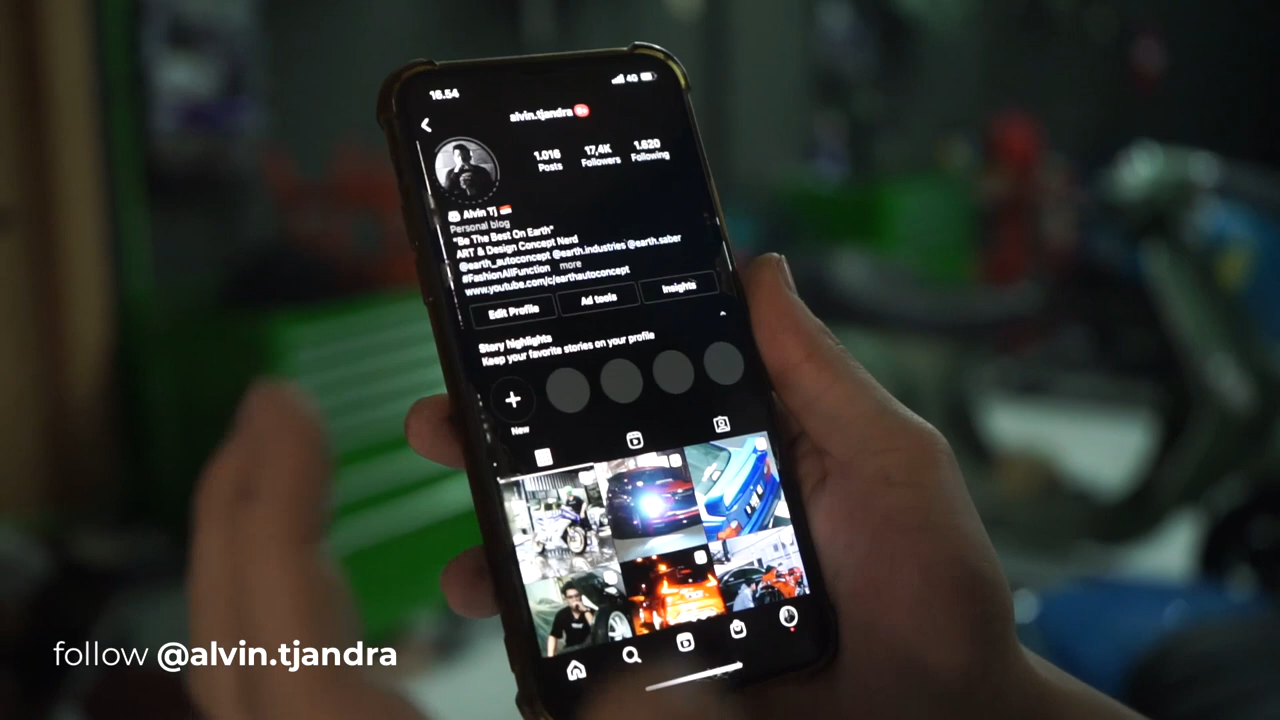 16.54
4G
alvin.tjandra 9+
1.016 17,4K 1.620
Posts Followers Following
Alvin Tj
Personal blog
"Be The Best On Earth"
ART & Design Concept Nerd
@earth_autoconcept @earth.industries @earth.saber
#FashionAllFunction more
www.youtube.com/c/earthautoconcept
Edit Profile Ad tools Insights
Story highlights
Keep your favorite stories on your profile
New
follow @alvin.tjandra